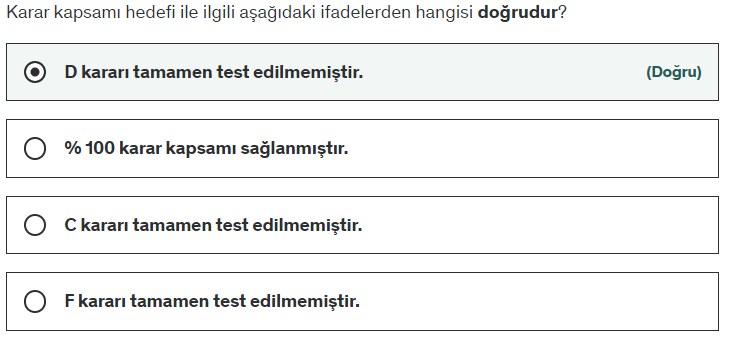 Karar kapsamı hedefi ile ilgili aşağıdaki ifadelerden hangisi doğrudur?
D kararı tamamen test edilmemiştir. (Doğru)
% 100 karar kapsamı sağlanmıştır.
C kararı tamamen test edilmemiştir.
F kararı tamamen test edilmemiştir.